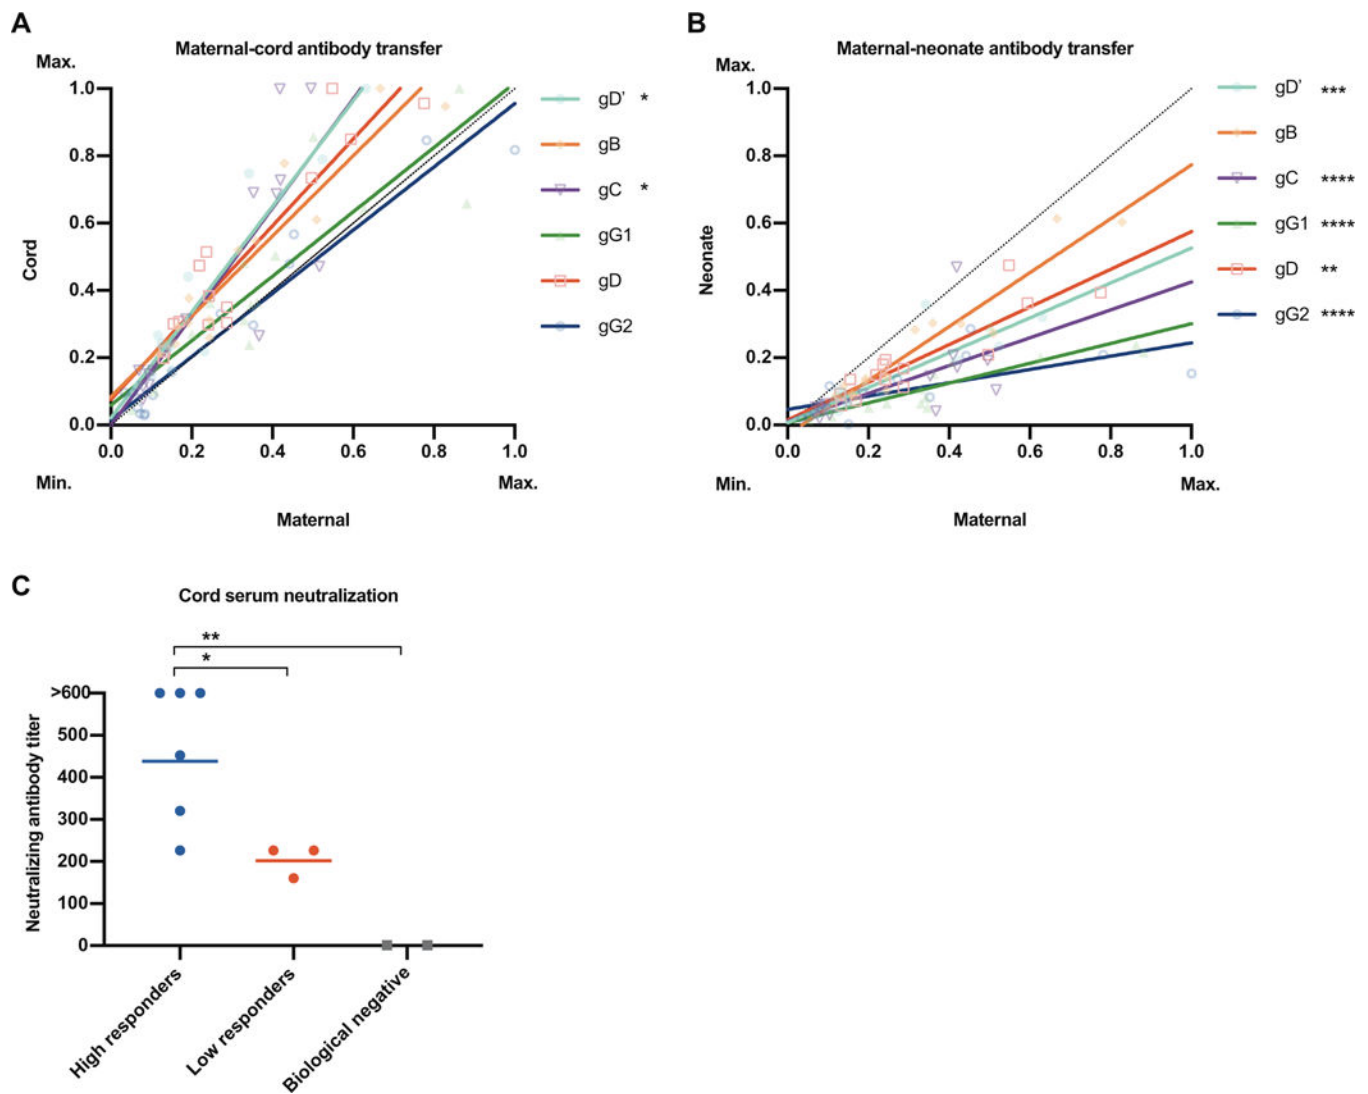 A
Maternal-cord antibody transfer
Max.
1.0
0.8
0.6
0.4
0.2
0.0
Cord
0.0 0.2 0.4 0.6 0.8 1.0
Min. Max.
Maternal
gD' *
gB
gC *
gG1
gD
gG2
B
Maternal-neonate antibody transfer
Max.
1.0
0.8
0.6
0.4
0.2
0.0
Neonate
0.0 0.2 0.4 0.6 0.8 1.0
Min. Max.
Maternal
gD' ***
gB
gC ****
gG1 ****
gD **
gG2 ****
C
Cord serum neutralization
**
*
>600
500
400
300
200
100
0
Neutralizing antibody titer
High responders
Low responders
Biological negative